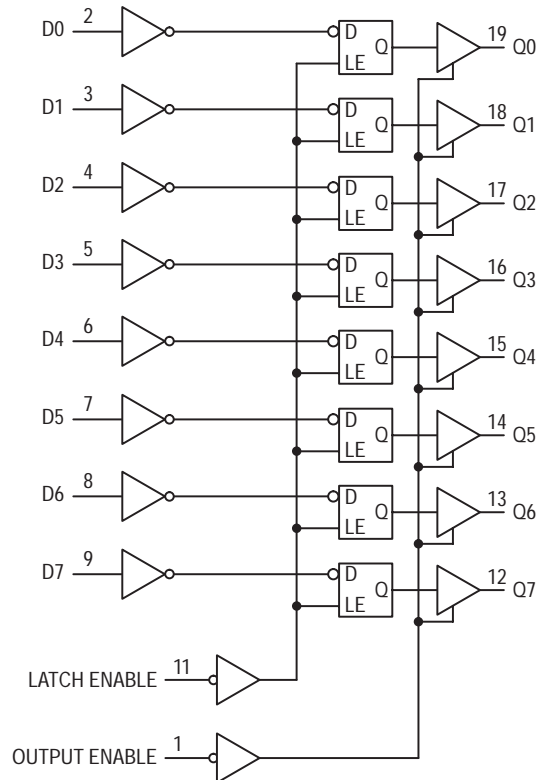 D0 2 D Q LE 19 Q0
D1 3 D Q LE 18 Q1
D2 4 D Q LE 17 Q2
D3 5 D Q LE 16 Q3
D4 6 D Q LE 15 Q4
D5 7 D Q LE 14 Q5
D6 8 D Q LE 13 Q6
D7 9 D Q LE 12 Q7
LATCH ENABLE 11
OUTPUT ENABLE 1